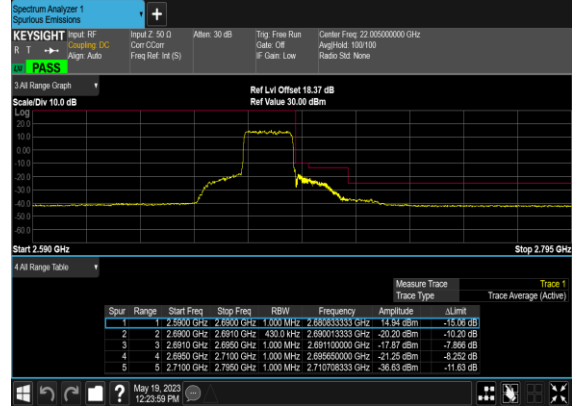 Spectrum Analyzer 1
Spurious Emissions
KEYSIGHT Input: RF Input Z: 50 Ω Atten: 30 dB Trig: Free Run Center Freq: 22.005000000 GHz
R T Coupling: DC Corr CCorr Gate: Off Avg|Hold: 100/100
Align: Auto Freq Ref: Int (S) IF Gain: Low Radio Std: None
PASS
3 All Range Graph
Ref Lvl Offset 18.37 dB
Scale/Div 10.0 dB Ref Value 30.00 dBm
Log
20.0
10.0
0.00
-10.0
-20.0
-30.0
-40.0
-50.0
-60.0
Start 2.590 GHz Stop 2.795 GHz
4 All Range Table
Measure Trace Trace 1
Trace Type Trace Average (Active)
Spur Range Start Freq Stop Freq RBW Frequency Amplitude ΔLimit
1 1 2.5900 GHz 2.6900 GHz 1.000 MHz 2.680833333 GHz 14.94 dBm -15.06 dB
2 2 2.6900 GHz 2.6910 GHz 430.0 kHz 2.690013333 GHz -20.20 dBm -10.20 dB
3 3 2.6910 GHz 2.6950 GHz 1.000 MHz 2.691100000 GHz -17.87 dBm -7.866 dB
4 4 2.6950 GHz 2.7100 GHz 1.000 MHz 2.695650000 GHz -21.25 dBm -8.252 dB
5 5 2.7100 GHz 2.7950 GHz 1.000 MHz 2.710708333 GHz -36.63 dBm -11.63 dB
May 19, 2023
12:23:59 PM